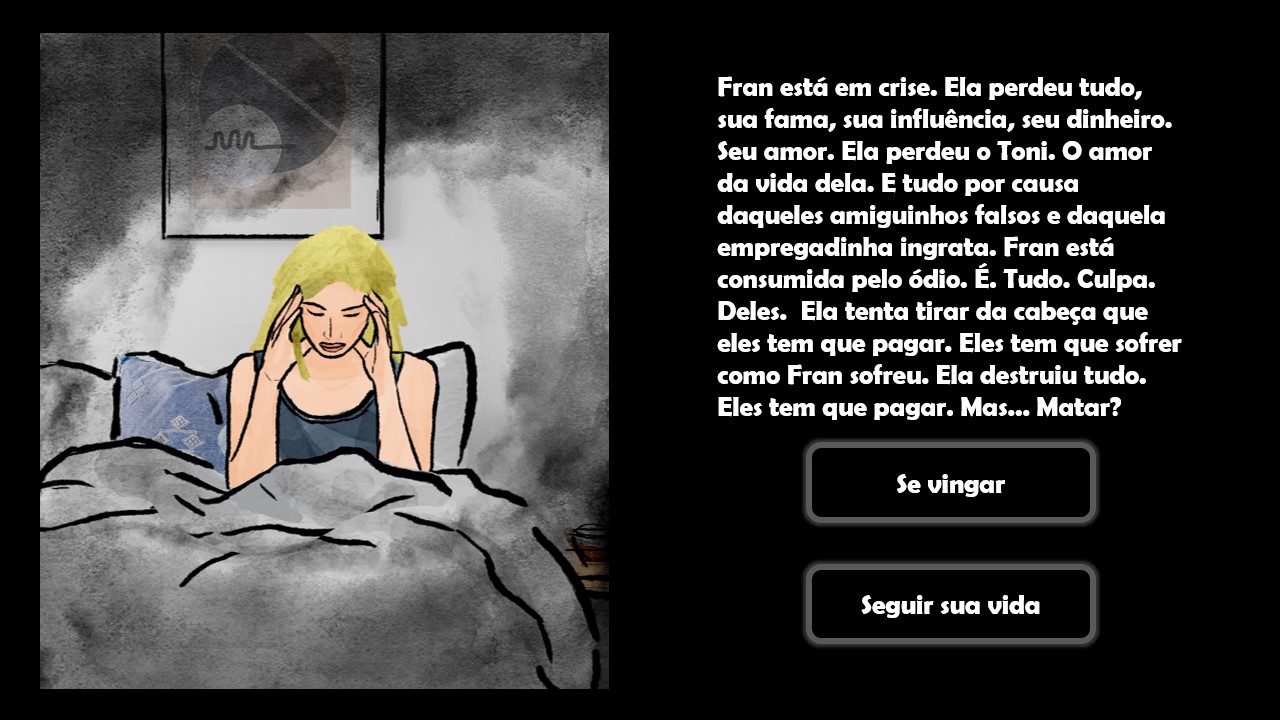 Fran está em crise. Ela perdeu tudo,
sua fama, sua influência, seu dinheiro.
Seu amor. Ela perdeu o Toni. O amor
da vida dela. E tudo por causa
daqueles amiguinhos falsos e daquela
empregadinha ingrata. Fran está
consumida pelo ódio. É. Tudo. Culpa.
Deles.  Ela tenta tirar da cabeça que
eles tem que pagar. Eles tem que sofrer
como Fran sofreu. Ela destruiu tudo.
Eles tem que pagar. Mas... Matar?
Se vingar
Seguir sua vida